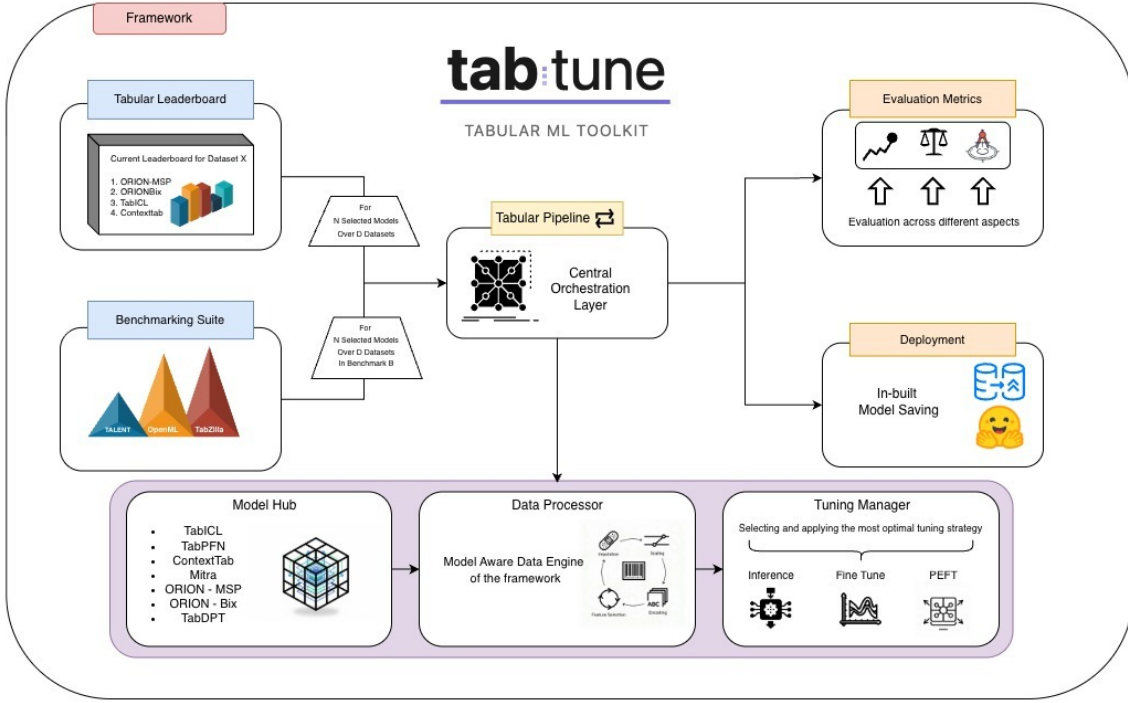 Framework
tab:tune
TABULAR ML TOOLKIT
Tabular Leaderboard
Current Leaderboard for Dataset X
1. ORION-MSP
2. ORIONBix
3. TabICL
4. Contexttab
For
N Selected Models
Over D Datasets
Benchmarking Suite
TALENT
OpenML
TabZilla
For
N Selected Models
Over D Datasets
In Benchmark B
Tabular Pipeline
Central
Orchestration
Layer
Evaluation Metrics
Evaluation across different aspects
Deployment
In-built
Model Saving
Model Hub
• TabICL
• TabPFN
• ContextTab
• Mitra
• ORION - MSP
• ORION - Bix
• TabDPT
Data Processor
Model Aware Data Engine
of the framework
Imputation
Scaling
Feature Selection
ABC
Encoding
Tuning Manager
Selecting and applying the most optimal tuning strategy
Inference
Fine Tune
PEFT